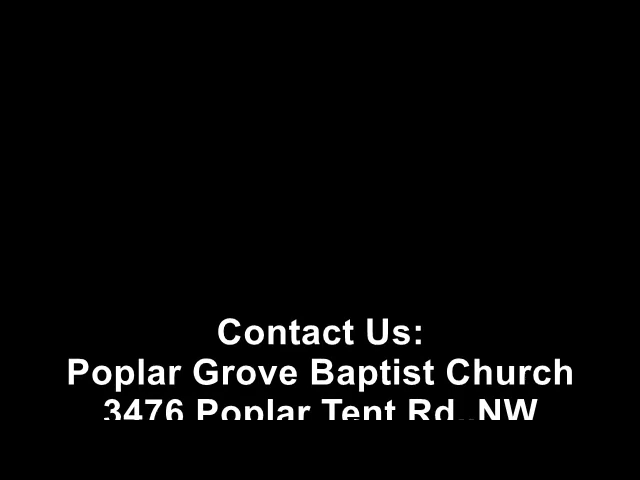 Contact Us:
Poplar Grove Baptist Church
3476 Poplar Tent Rd., NW